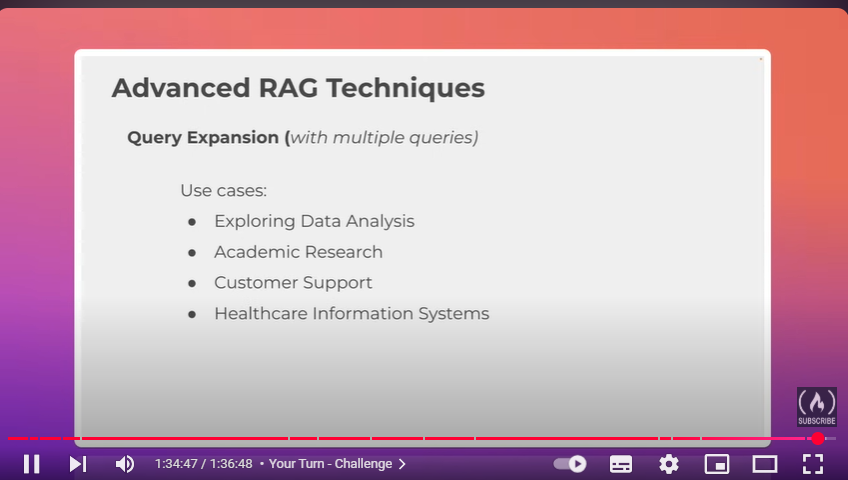 Advanced RAG Techniques
Query Expansion (with multiple queries)
Use cases:
● Exploring Data Analysis
● Academic Research
● Customer Support
● Healthcare Information Systems
SUBSCRIBE
1:34:47 / 1:36:48 • Your Turn - Challenge